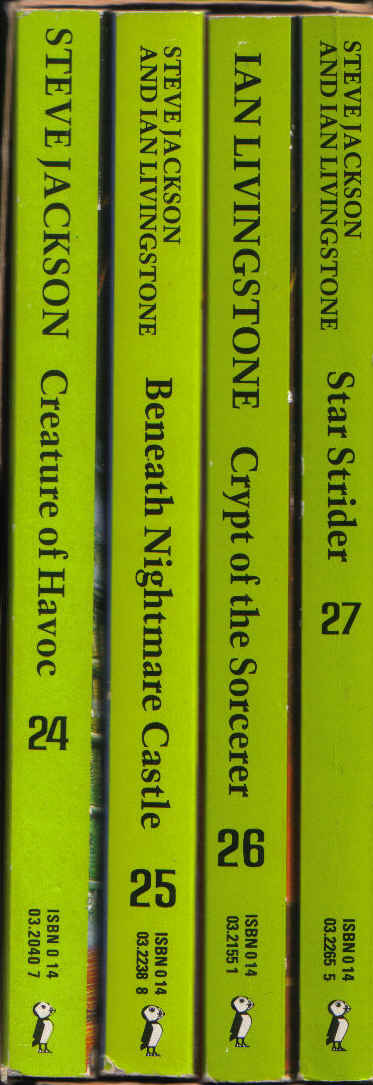 STEVE JACKSON Creature of Havoc 24
ISBN 0 14
03.2040 7
STEVE JACKSON
AND IAN LIVINGSTONE
Beneath Nightmare Castle 25
ISBN 0 14
03.2238 8
IAN LIVINGSTONE Crypt of the Sorcerer 26
ISBN 0 14
03.2155 1
STEVE JACKSON
AND IAN LIVINGSTONE
Star Strider 27
ISBN 0 14
03.2265 5